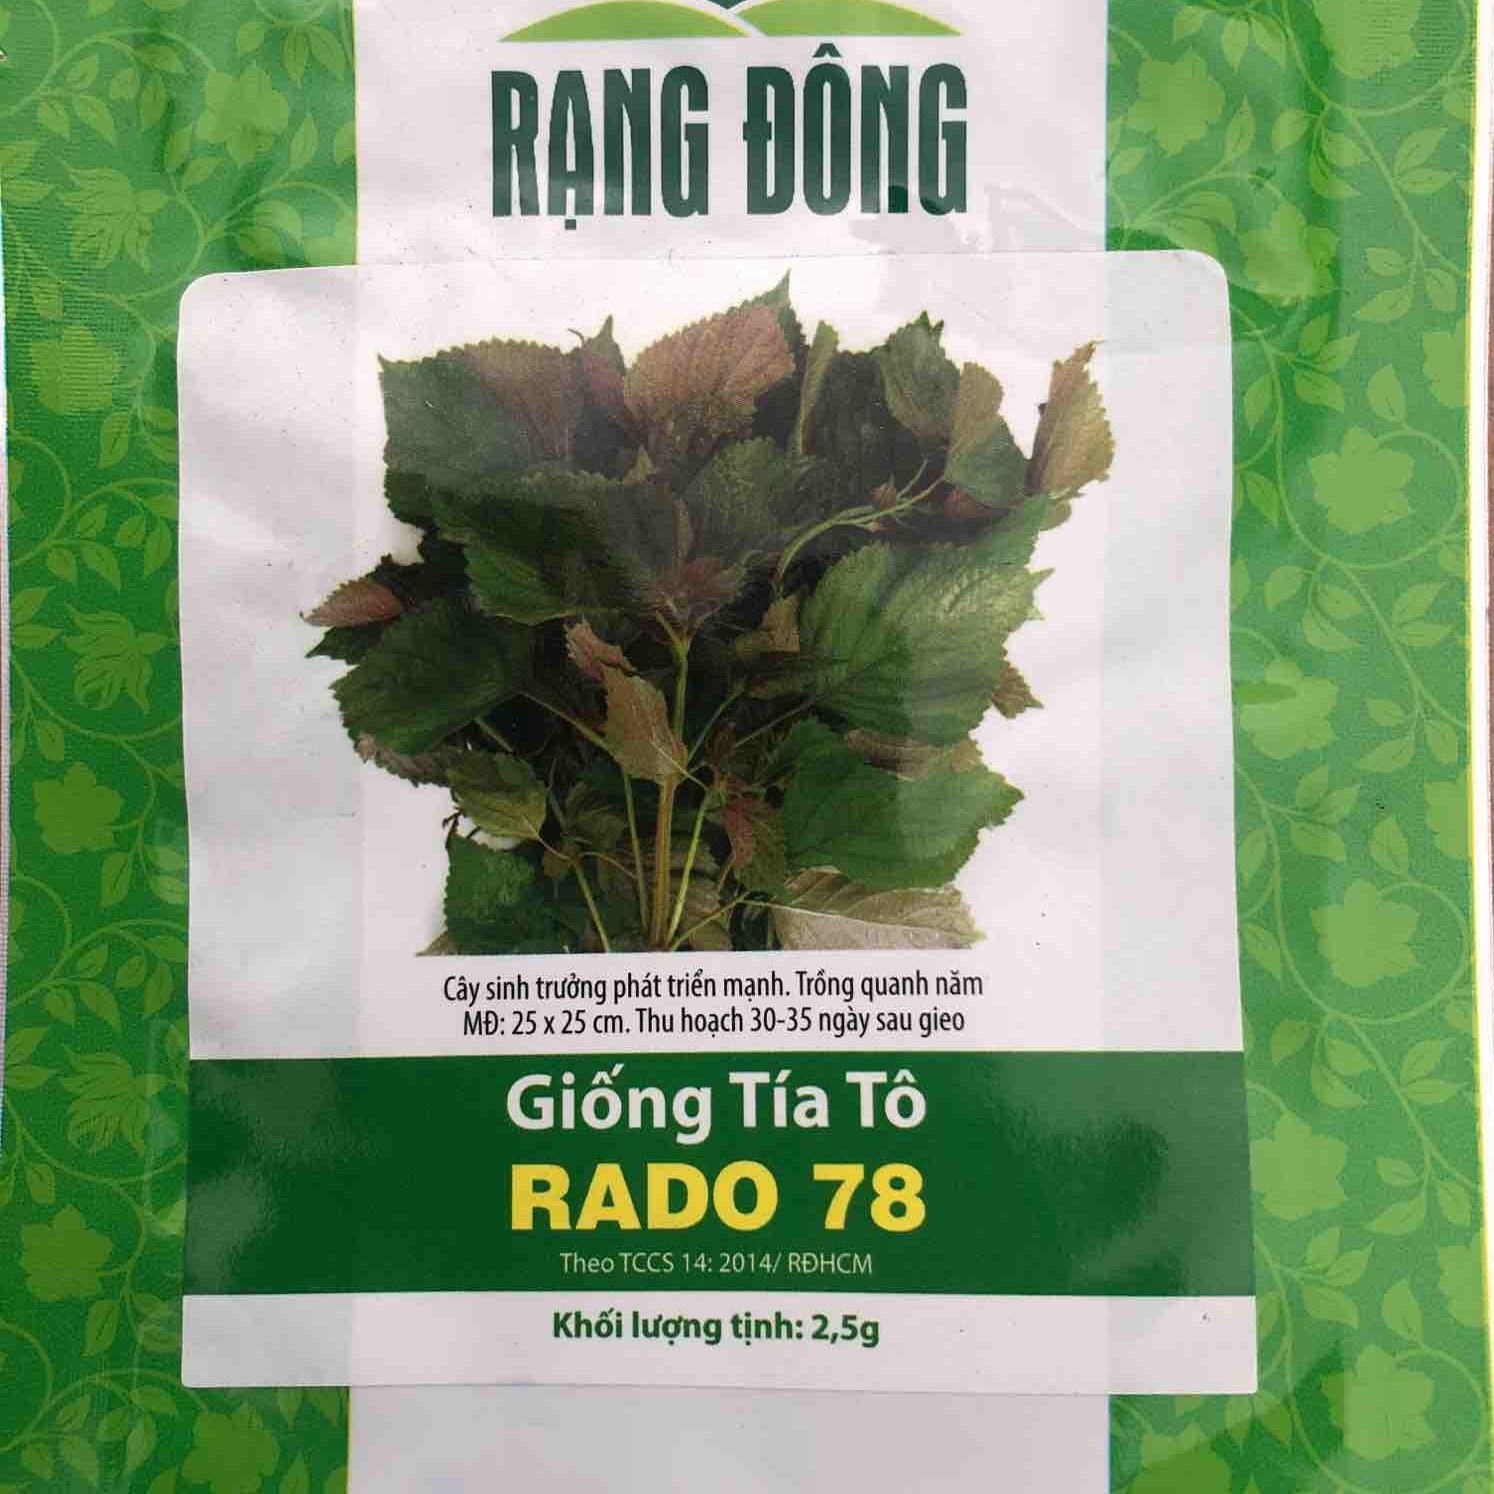 RẠNG ĐÔNG
Cây sinh trưởng phát triển mạnh. Trồng quanh năm
MĐ: 25 x 25 cm. Thu hoạch 30-35 ngày sau gieo
Giống Tía Tô
RADO 78
Theo TCCS 14: 2014/ RĐHCM
Khối lượng tịnh: 2,5g